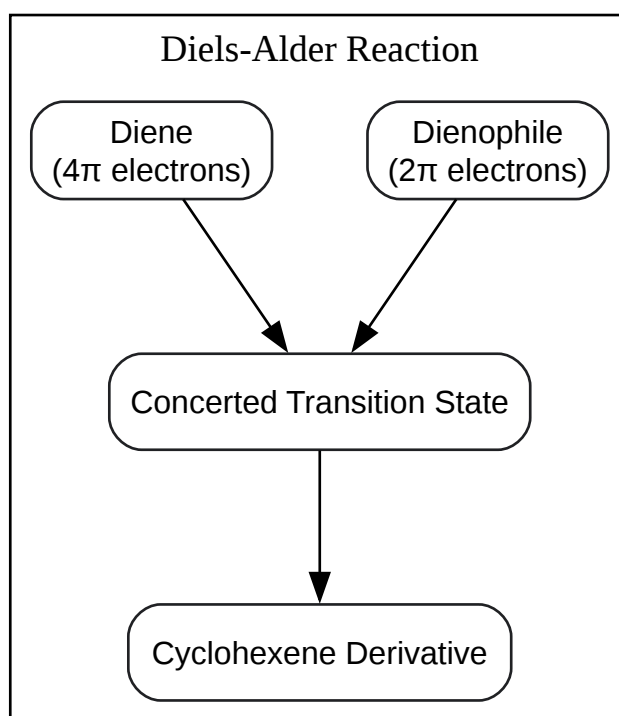 Diels-Alder Reaction
Diene
(4π electrons)
Dienophile
(2π electrons)
Concerted Transition State
Cyclohexene Derivative